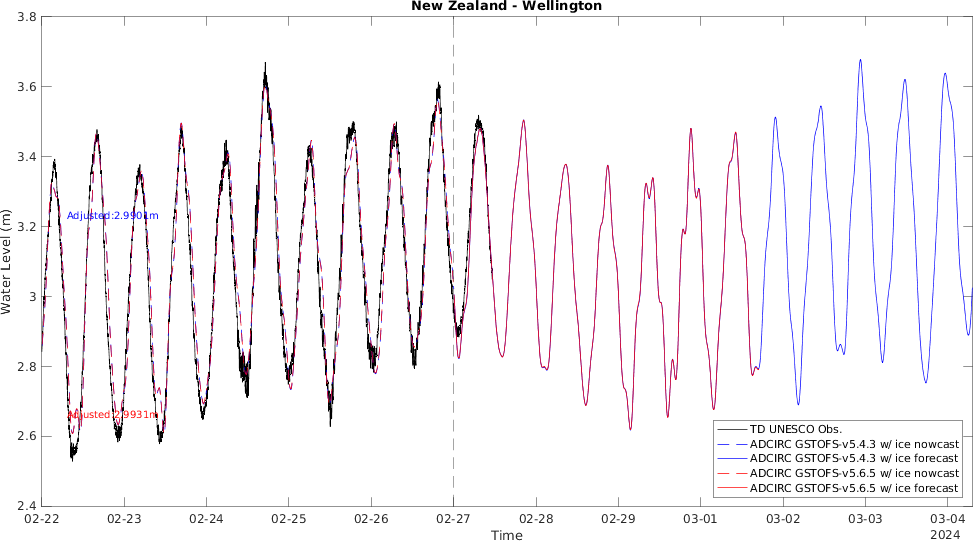 New Zealand - Wellington
3.8
3.6
3.4
3.2
3
2.8
2.6
2.4
Water Level (m)
Adjusted:2.9901m
Adjusted:2.9931m
TD UNESCO Obs.
ADCIRC GSTOFS-v5.4.3 w/ ice nowcast
ADCIRC GSTOFS-v5.4.3 w/ ice forecast
ADCIRC GSTOFS-v5.6.5 w/ ice nowcast
ADCIRC GSTOFS-v5.6.5 w/ ice forecast
02-22 02-23 02-24 02-25 02-26 02-27 02-28 02-29 03-01 03-02 03-03 03-04
2024
Time